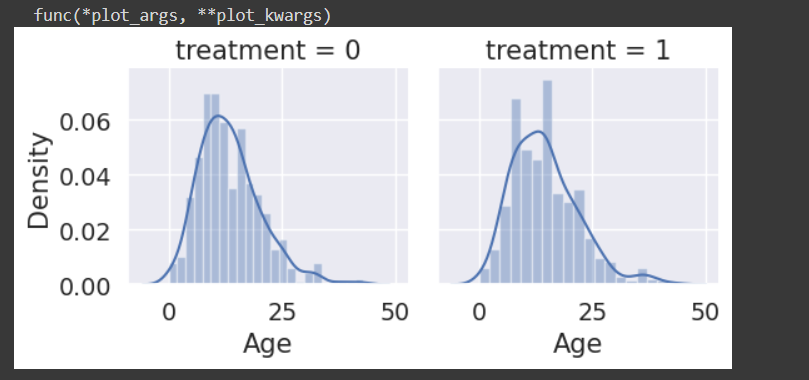 func(*plot_args, **plot_kwargs)
treatment = 0
treatment = 1
Density
0.06
0.04
0.02
0.00
0
25
50
0
25
50
Age
Age